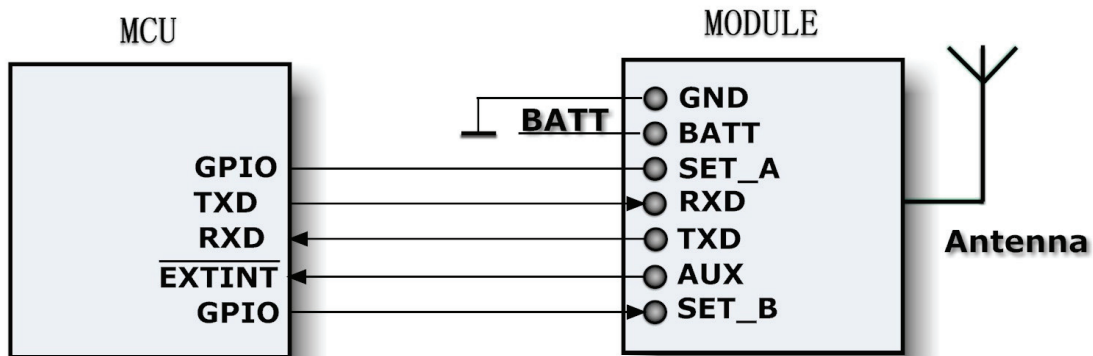 MCU
MODULE
GND
BATT
BATT
GPIO
SET_A
TXD
RXD
RXD
TXD
EXTINT
AUX
GPIO
SET_B
Antenna